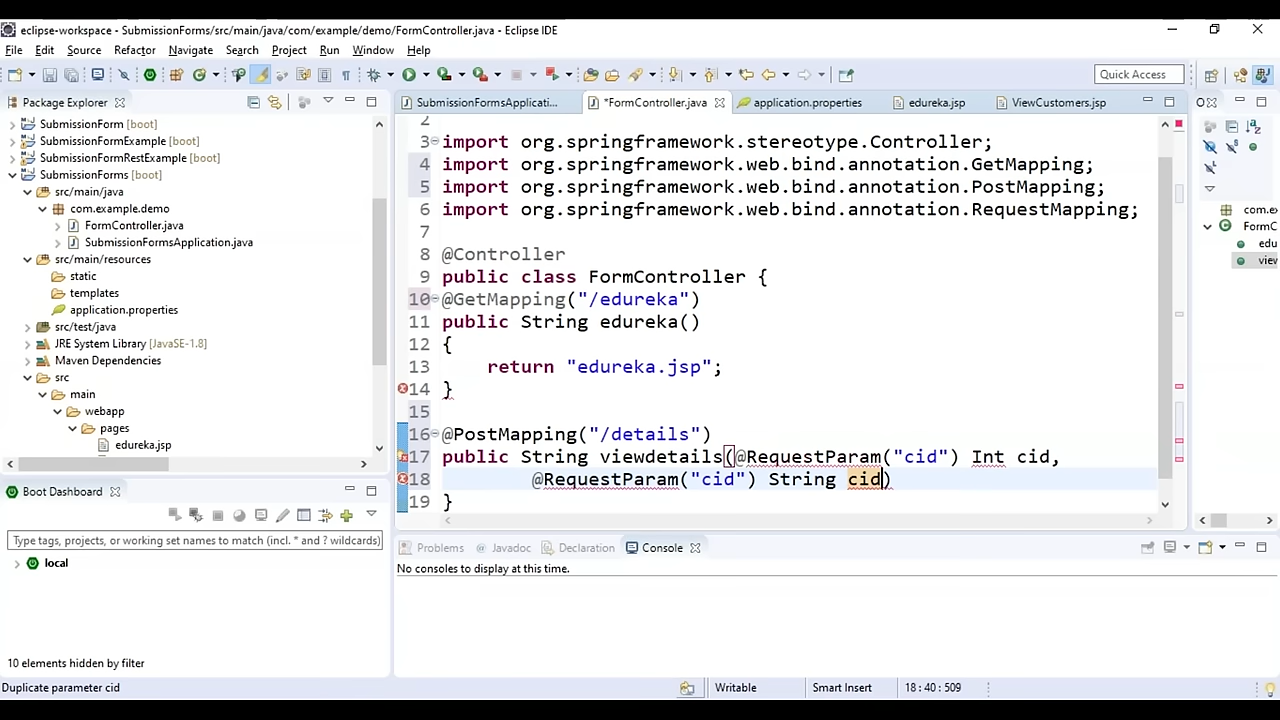 eclipse-workspace - SubmissionForms/src/main/java/com/example/demo/FormController.java - Eclipse IDE
File Edit Source Refactor Navigate Search Project Run Window Help
Quick Access
Package Explorer
SubmissionFormsApplicati...
*FormController.java
application.properties
edureka.jsp
ViewCustomers.jsp
SubmissionForm [boot]
SubmissionFormExample [boot]
SubmissionFormRestExample [boot]
SubmissionForms [boot]
src/main/java
com.example.demo
FormController.java
SubmissionFormsApplication.java
src/main/resources
static
templates
application.properties
src/test/java
JRE System Library [JavaSE-1.8]
Maven Dependencies
src
main
webapp
pages
edureka.jsp
2
3 import org.springframework.stereotype.Controller;
4 import org.springframework.web.bind.annotation.GetMapping;
5 import org.springframework.web.bind.annotation.PostMapping;
6 import org.springframework.web.bind.annotation.RequestMapping;
7
8 @Controller
9 public class FormController {
10 @GetMapping("/edureka")
11 public String edureka()
12 {
13 return "edureka.jsp";
14 }
15
16 @PostMapping("/details")
17 public String viewdetails(@RequestParam("cid") Int cid,
18 @RequestParam("cid") String cid)
19 }
com.e
FormC
edu
view
Boot Dashboard
Type tags, projects, or working set names to match (incl. * and ? wildcards)
local
10 elements hidden by filter
Problems Javadoc Declaration Console
No consoles to display at this time.
Duplicate parameter cid
Writable
Smart Insert
18 : 40 : 509